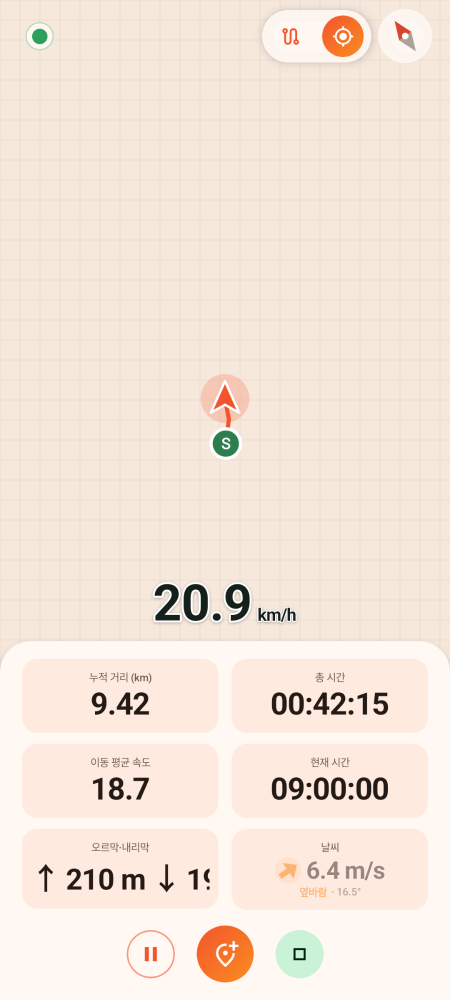 S
20.9 km/h
누적 거리 (km)
9.42
총 시간
00:42:15
이동 평균 속도
18.7
현재 시간
09:00:00
오르막·내리막
↑ 210 m ↓
날씨
6.4 m/s
옆바람 · 16.5°